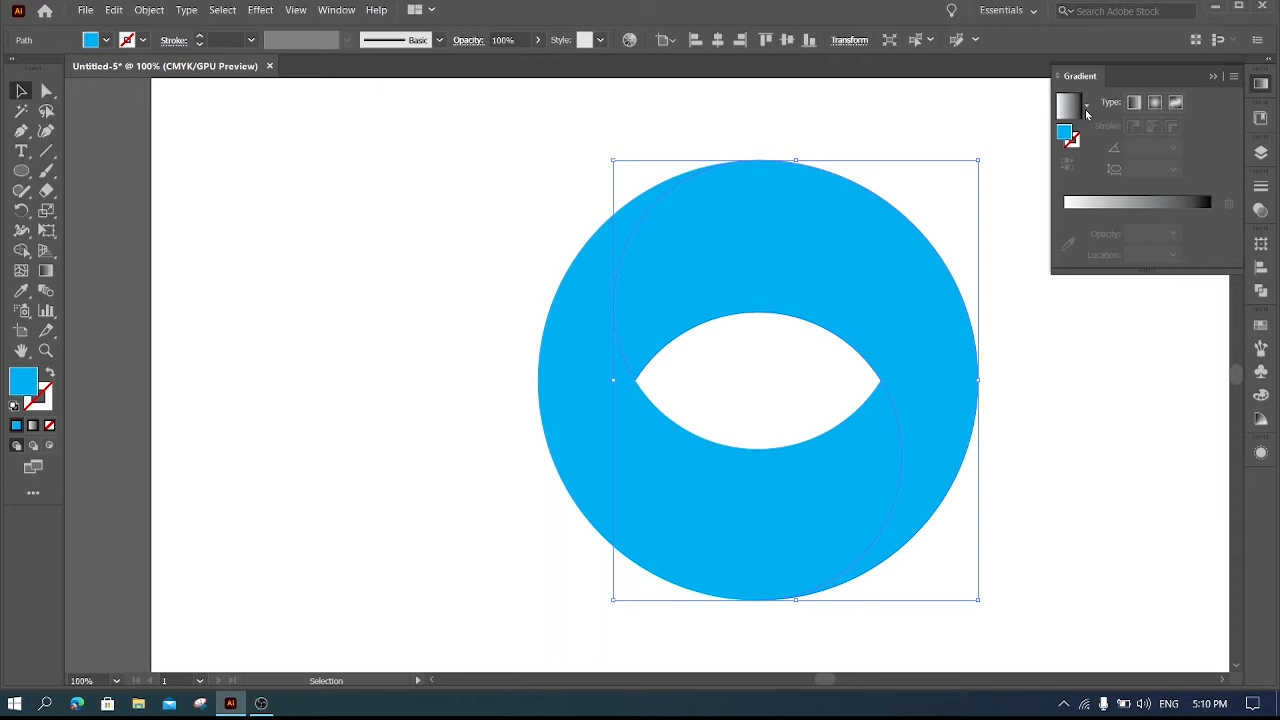 Ai File Edit Object Type Select Effect View Window Help Essentials Search Adobe Stock
Path Stroke: Basic Opacity: 100% Style: Transform
Untitled-5* @ 100% (CMYK/GPU Preview)
Gradient
Type:
Stroke:
Opacity:
Location:
100% 1 Selection
Ai ENG 5:10 PM